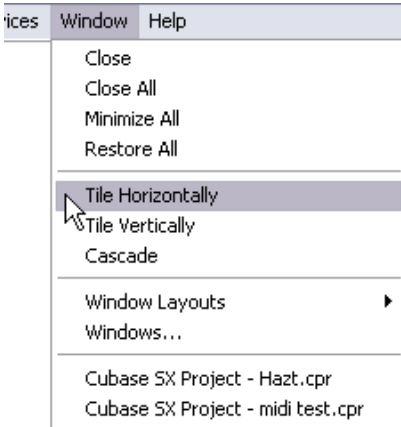 Window Help
Close
Close All
Minimize All
Restore All
Tile Horizontally
Tile Vertically
Cascade
Window Layouts
Windows...
Cubase SX Project - Hazt.cpr
Cubase SX Project - midi test.cpr